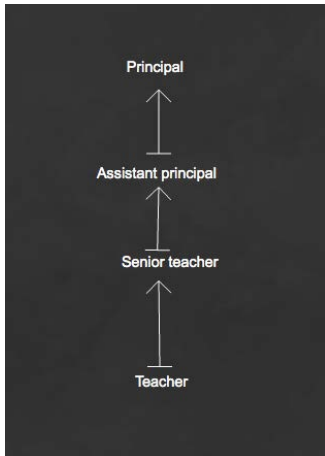 Principal
Assistant principal
Senior teacher
Teacher